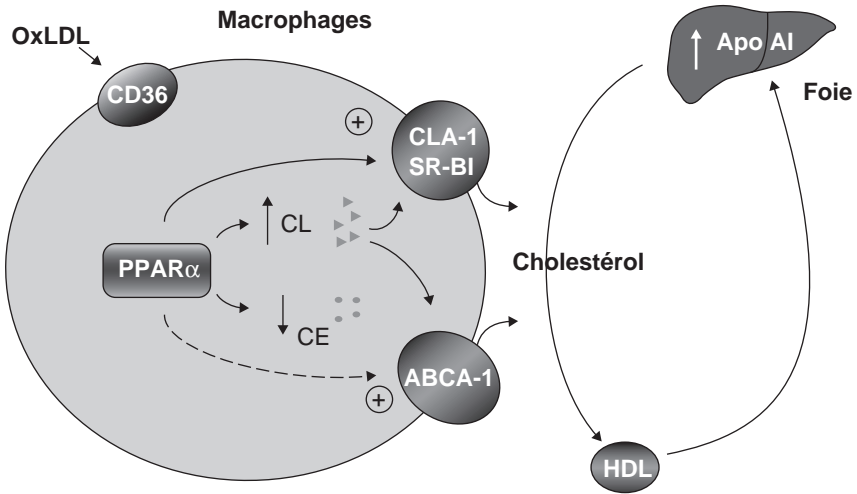 Macrophages
OxLDL
CD36
+
CLA-1
SR-BI
CL
PPARα
CE
+
ABCA-1
Cholestérol
Apo AI
Foie
HDL